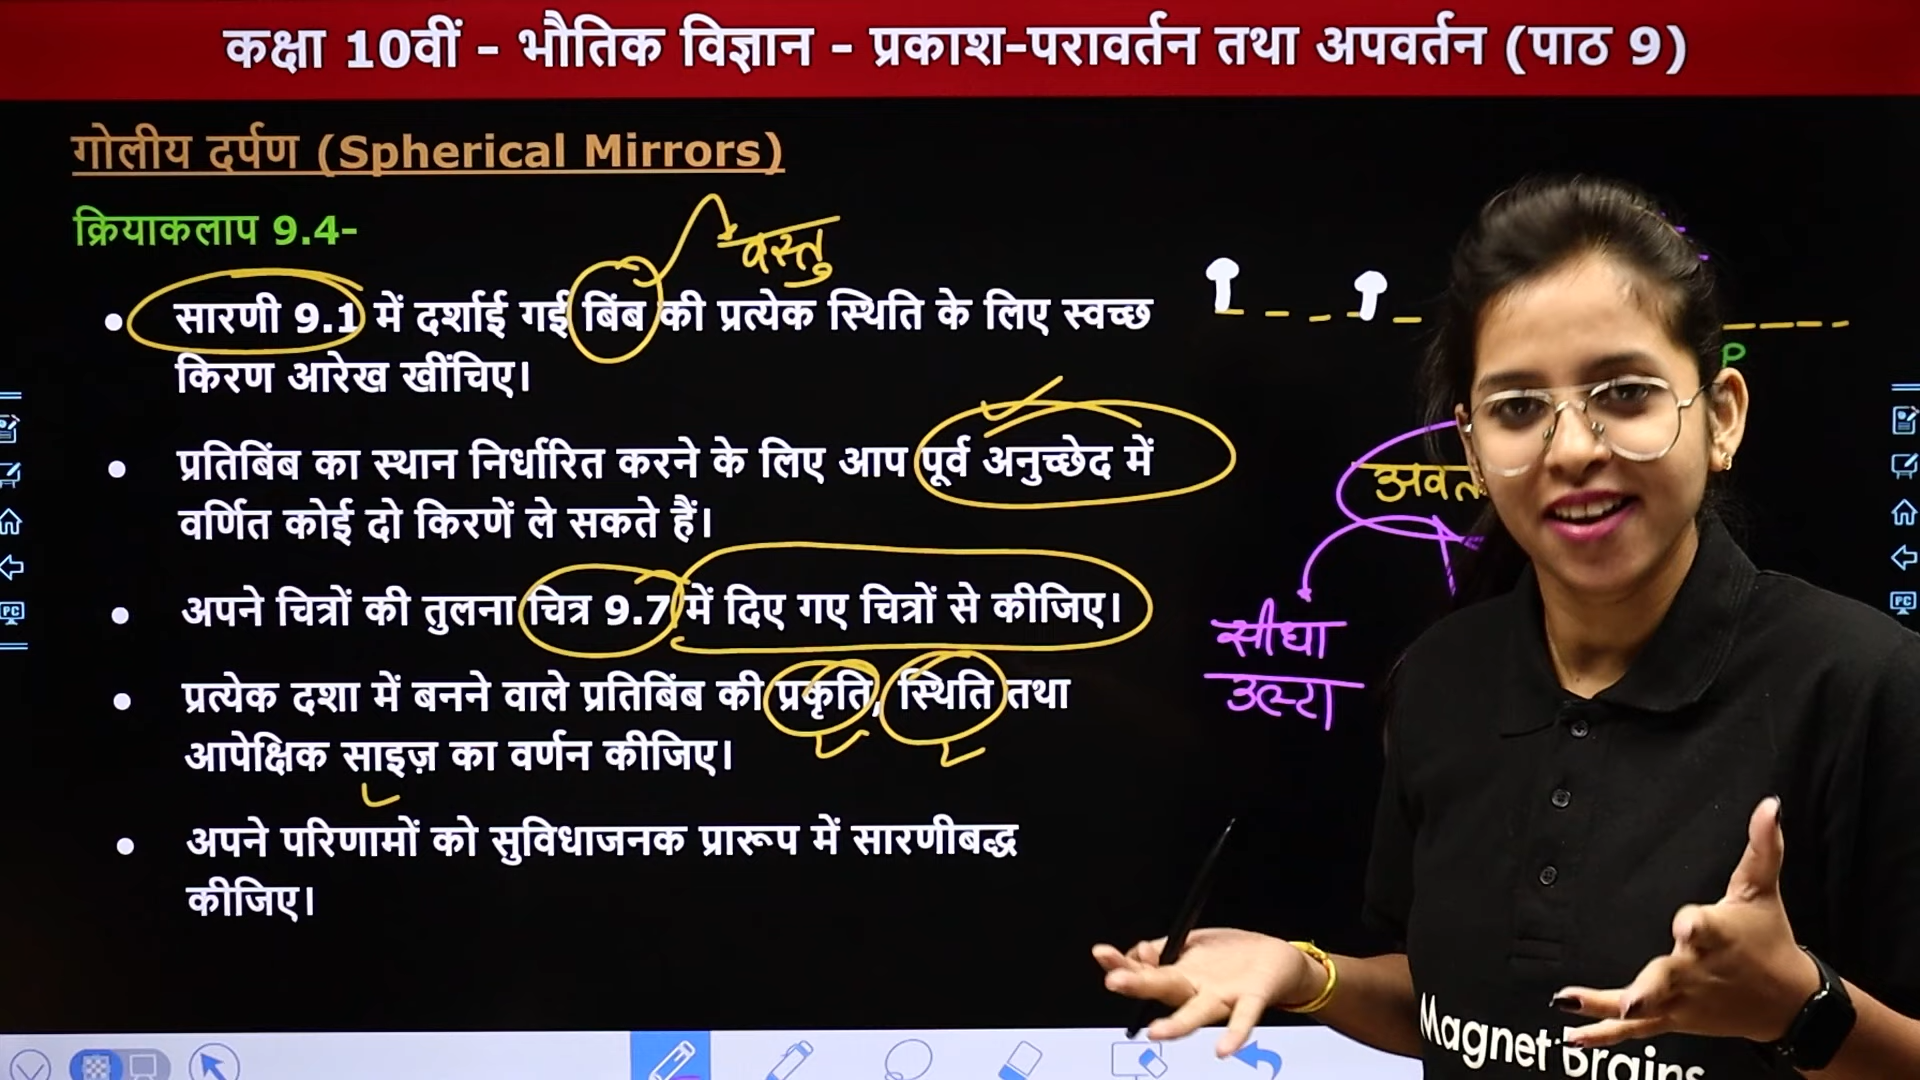 कक्षा 10वीं - भौतिक विज्ञान - प्रकाश-परावर्तन तथा अपवर्तन (पाठ 9)
गोलीय दर्पण (Spherical Mirrors)
क्रियाकलाप 9.4-
वस्तु
• सारणी 9.1 में दर्शाई गई बिंब की प्रत्येक स्थिति के लिए स्वच्छ
किरण आरेख खींचिए।
P
• प्रतिबिंब का स्थान निर्धारित करने के लिए आप पूर्व अनुच्छेद में
वर्णित कोई दो किरणें ले सकते हैं।
• अपने चित्रों की तुलना चित्र 9.7 में दिए गए चित्रों से कीजिए।
सीधा
उल्टा
• प्रत्येक दशा में बनने वाले प्रतिबिंब की प्रकृति, स्थिति तथा
आपेक्षिक साइज़ का वर्णन कीजिए।
• अपने परिणामों को सुविधाजनक प्रारूप में सारणीबद्ध
कीजिए।
PC
PC
Magnet Brains